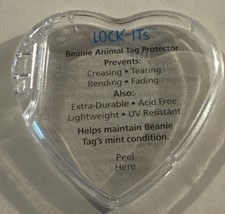 LOCK-ITs
Beanie Animal Tag Protector
Prevents:
Creasing • Tearing
Bending • Fading
Also:
Extra-Durable • Acid Free
Lightweight • UV Resistant
Helps maintain Beanie
Tag's mint condition.
Peel
Here